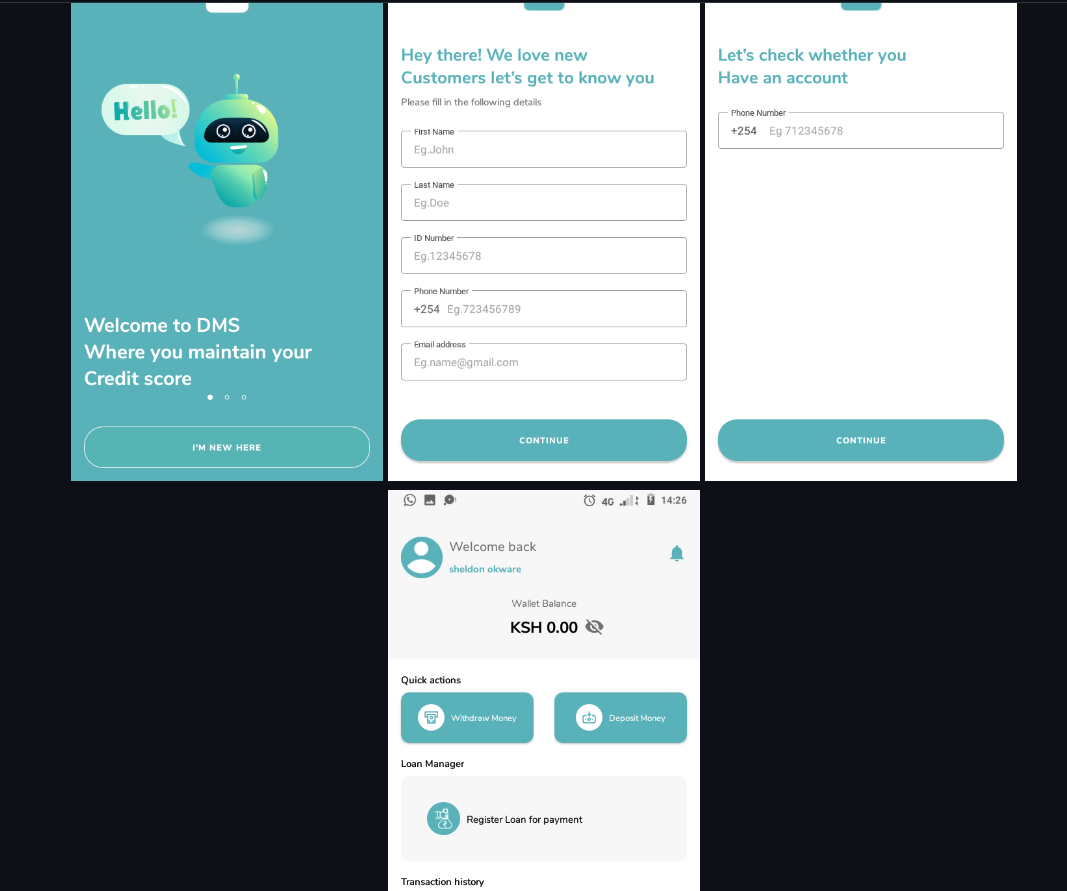 Hello!
Welcome to DMS
Where you maintain your
Credit score
I'M NEW HERE
Hey there! We love new
Customers let's get to know you
Please fill in the following details
First Name
Eg.John
Last Name
Eg.Doe
ID Number
Eg.12345678
Phone Number
+254 Eg.723456789
Email address
Eg.name@gmail.com
CONTINUE
Let's check whether you
Have an account
Phone Number
+254 Eg 712345678
CONTINUE
4G 14:26
Welcome back
sheldon okware
Wallet Balance
KSH 0.00
Quick actions
Withdraw Money
Deposit Money
Loan Manager
Register Loan for payment
Transaction history